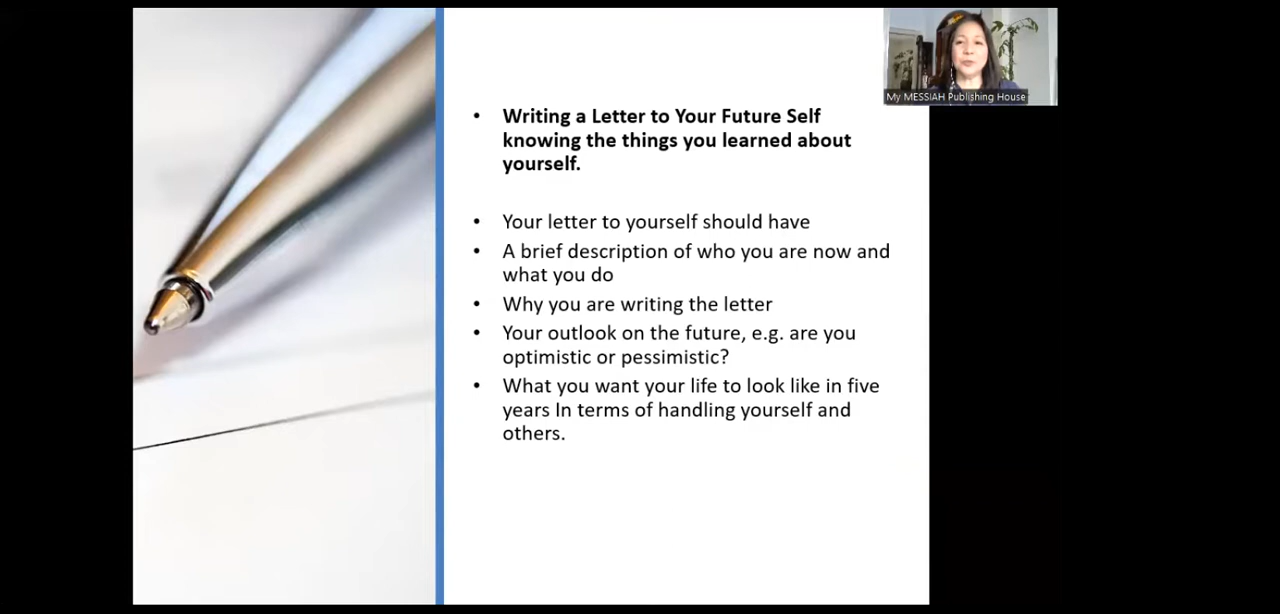 My MESSIAH Publishing House
• Writing a Letter to Your Future Self
knowing the things you learned about
yourself.
• Your letter to yourself should have
• A brief description of who you are now and
what you do
• Why you are writing the letter
• Your outlook on the future, e.g. are you
optimistic or pessimistic?
• What you want your life to look like in five
years In terms of handling yourself and
others.